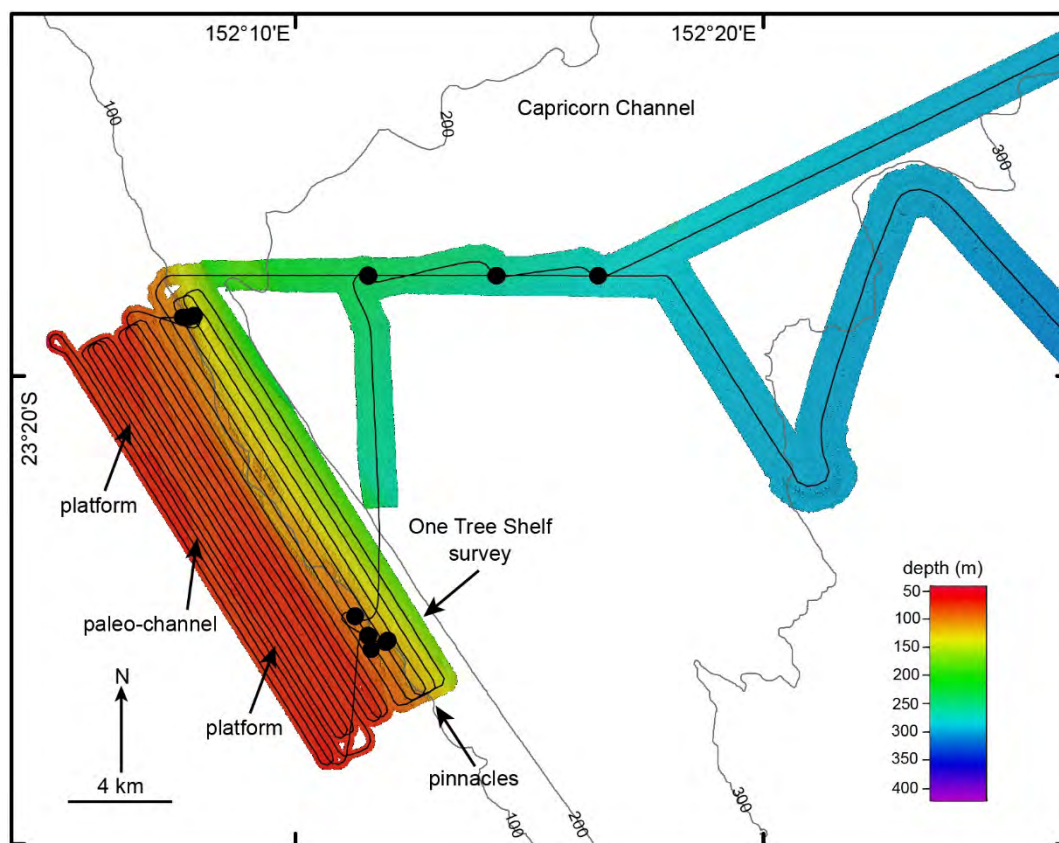 152°10'E
152°20'E
100
200
Capricorn Channel
300
23°20'S
platform
One Tree Shelf
survey
paleo-channel
platform
pinnacles
N
4 km
depth (m)
50
100
150
200
250
300
350
400
100
200
300